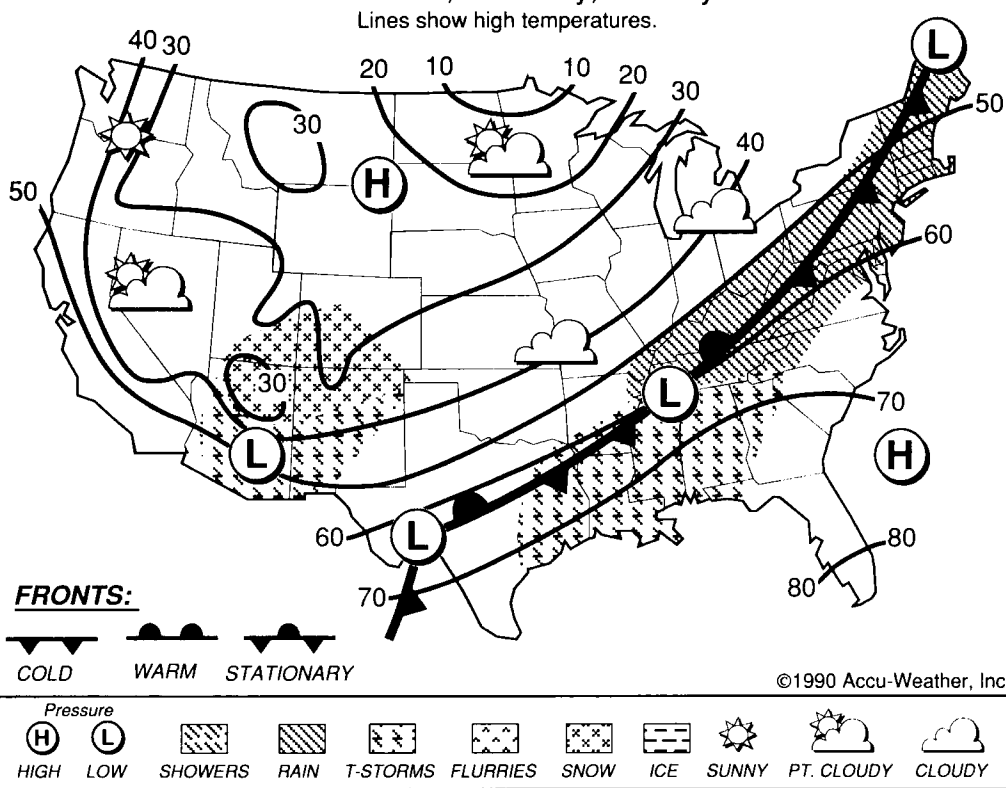 Lines show high temperatures.
40 30
20 10 10 20 30
L
50
30
40
H
50
60
30
L
70
L
H
60
L
80
70
80
FRONTS:
COLD WARM STATIONARY
©1990 Accu-Weather, Inc
Pressure
H L
HIGH LOW SHOWERS RAIN T-STORMS FLURRIES SNOW ICE SUNNY PT. CLOUDY CLOUDY